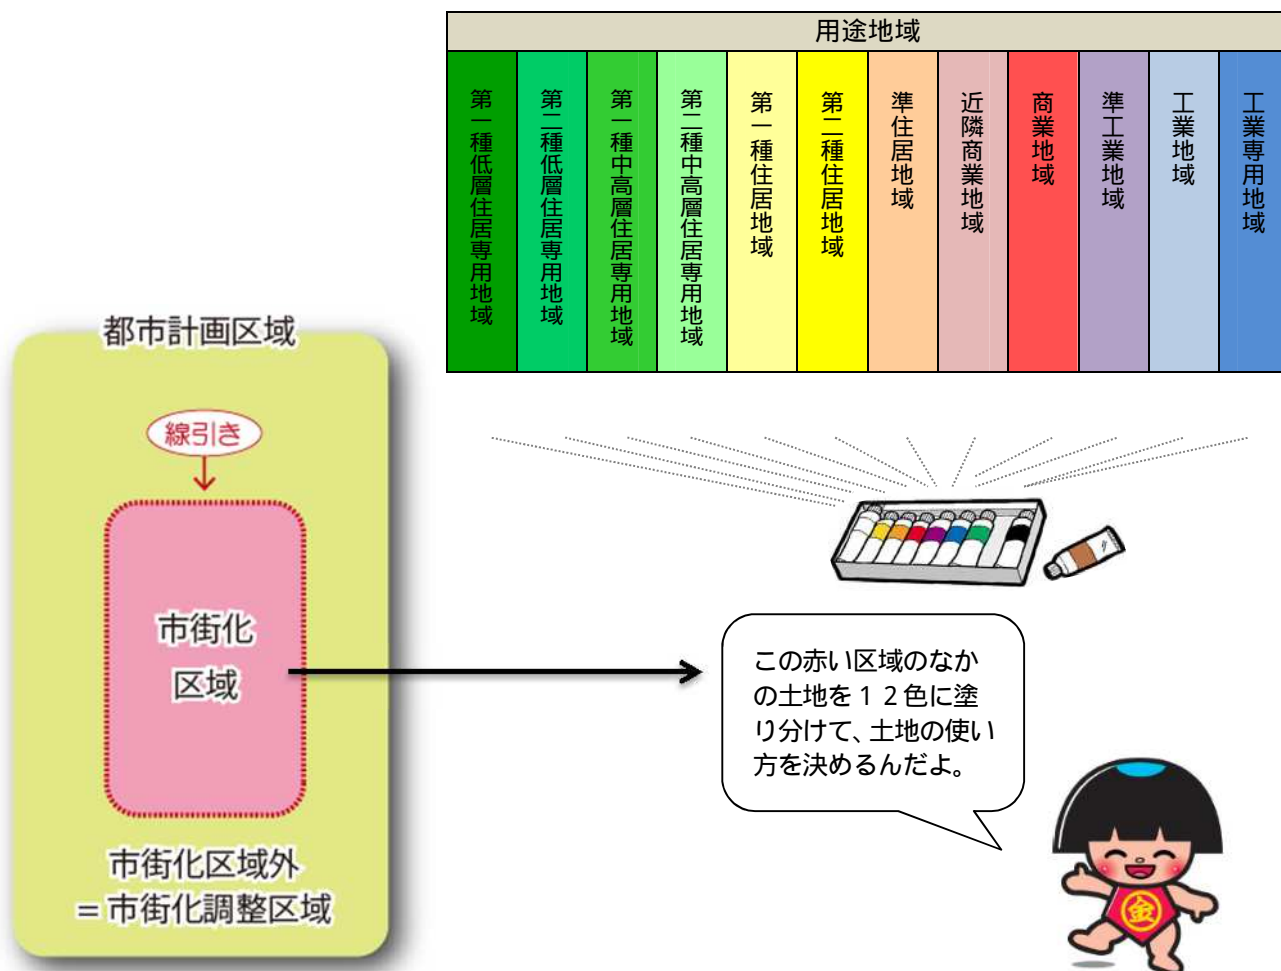 用途地域
第一種低層住居専用地域
第二種低層住居専用地域
第一種中高層住居専用地域
第二種中高層住居専用地域
第一種住居地域
第二種住居地域
準住居地域
近隣商業地域
商業地域
準工業地域
工業地域
工業専用地域
都市計画区域
線引き
市街化
区域
市街化区域外
=市街化調整区域
この赤い区域のなか
の土地を12色に塗
り分けて、土地の使い
方を決めるんだよ。
金